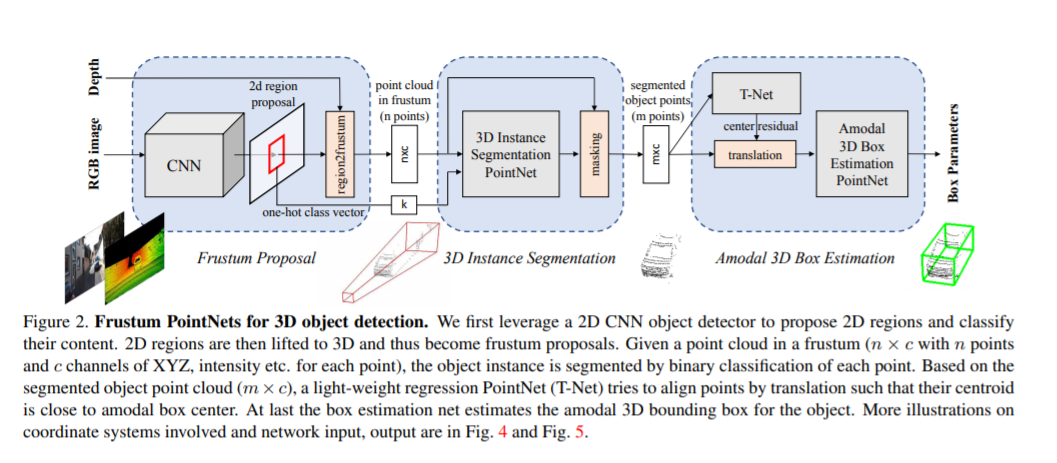 Depth
RGB image
CNN
2d region
proposal
region2frustum
one-hot class vector
Frustum Proposal
point cloud
in frustum
(n points)
nxc
k
3D Instance
Segmentation
PointNet
masking
3D Instance Segmentation
segmented
object points
(m points)
mxc
T-Net
center residual
translation
Amodal
3D Box
Estimation
PointNet
Amodal 3D Box Estimation
Box Parameters
Figure 2. Frustum PointNets for 3D object detection. We first leverage a 2D CNN object detector to propose 2D regions and classify
their content. 2D regions are then lifted to 3D and thus become frustum proposals. Given a point cloud in a frustum (n × c with n points
and c channels of XYZ, intensity etc. for each point), the object instance is segmented by binary classification of each point. Based on the
segmented object point cloud (m × c), a light-weight regression PointNet (T-Net) tries to align points by translation such that their centroid
is close to amodal box center. At last the box estimation net estimates the amodal 3D bounding box for the object. More illustrations on
coordinate systems involved and network input, output are in Fig. 4 and Fig. 5.